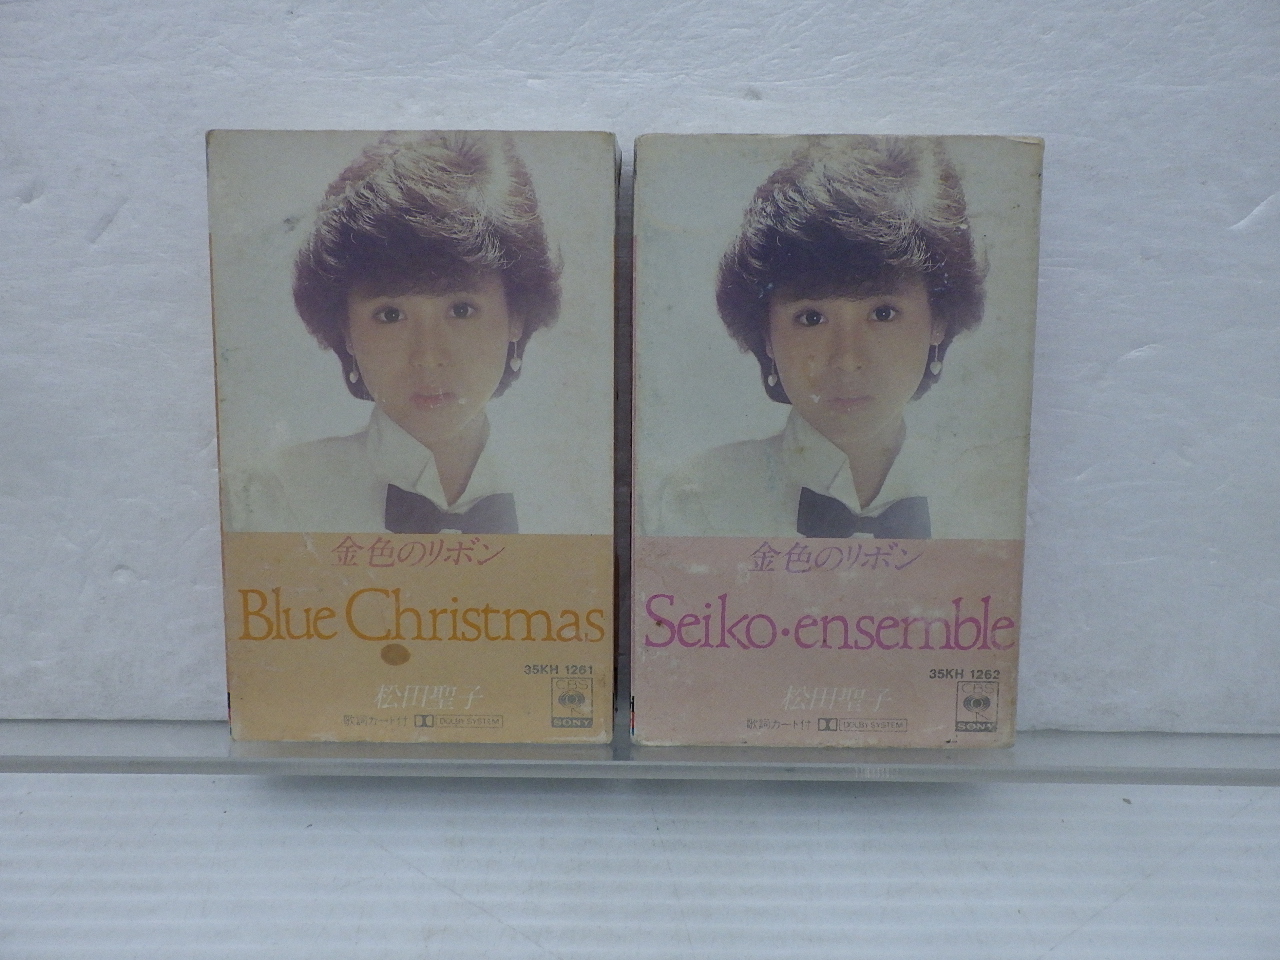 金色のリボン
Blue Christmas
35KH 1261
松田聖子
CBS
SONY
歌詞カード付 DOLBY SYSTEM
金色のリボン
Seiko・ensemble
35KH 1262
松田聖子
CBS
SONY
歌詞カード付 DOLBY SYSTEM